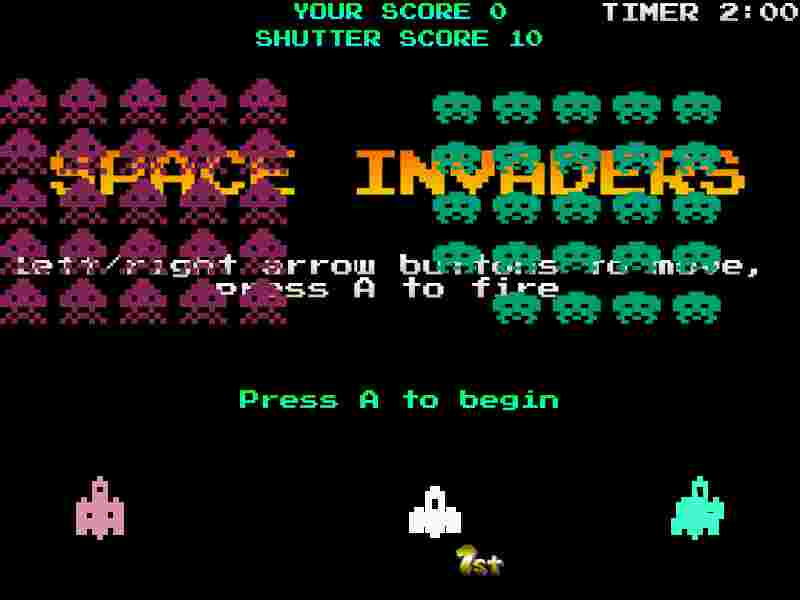 YOUR SCORE 0
TIMER 2:00
SHUTTER SCORE 10
SPACE INVADERS
Left/right arrow buttons to move,
press A to fire
Press A to begin
1st